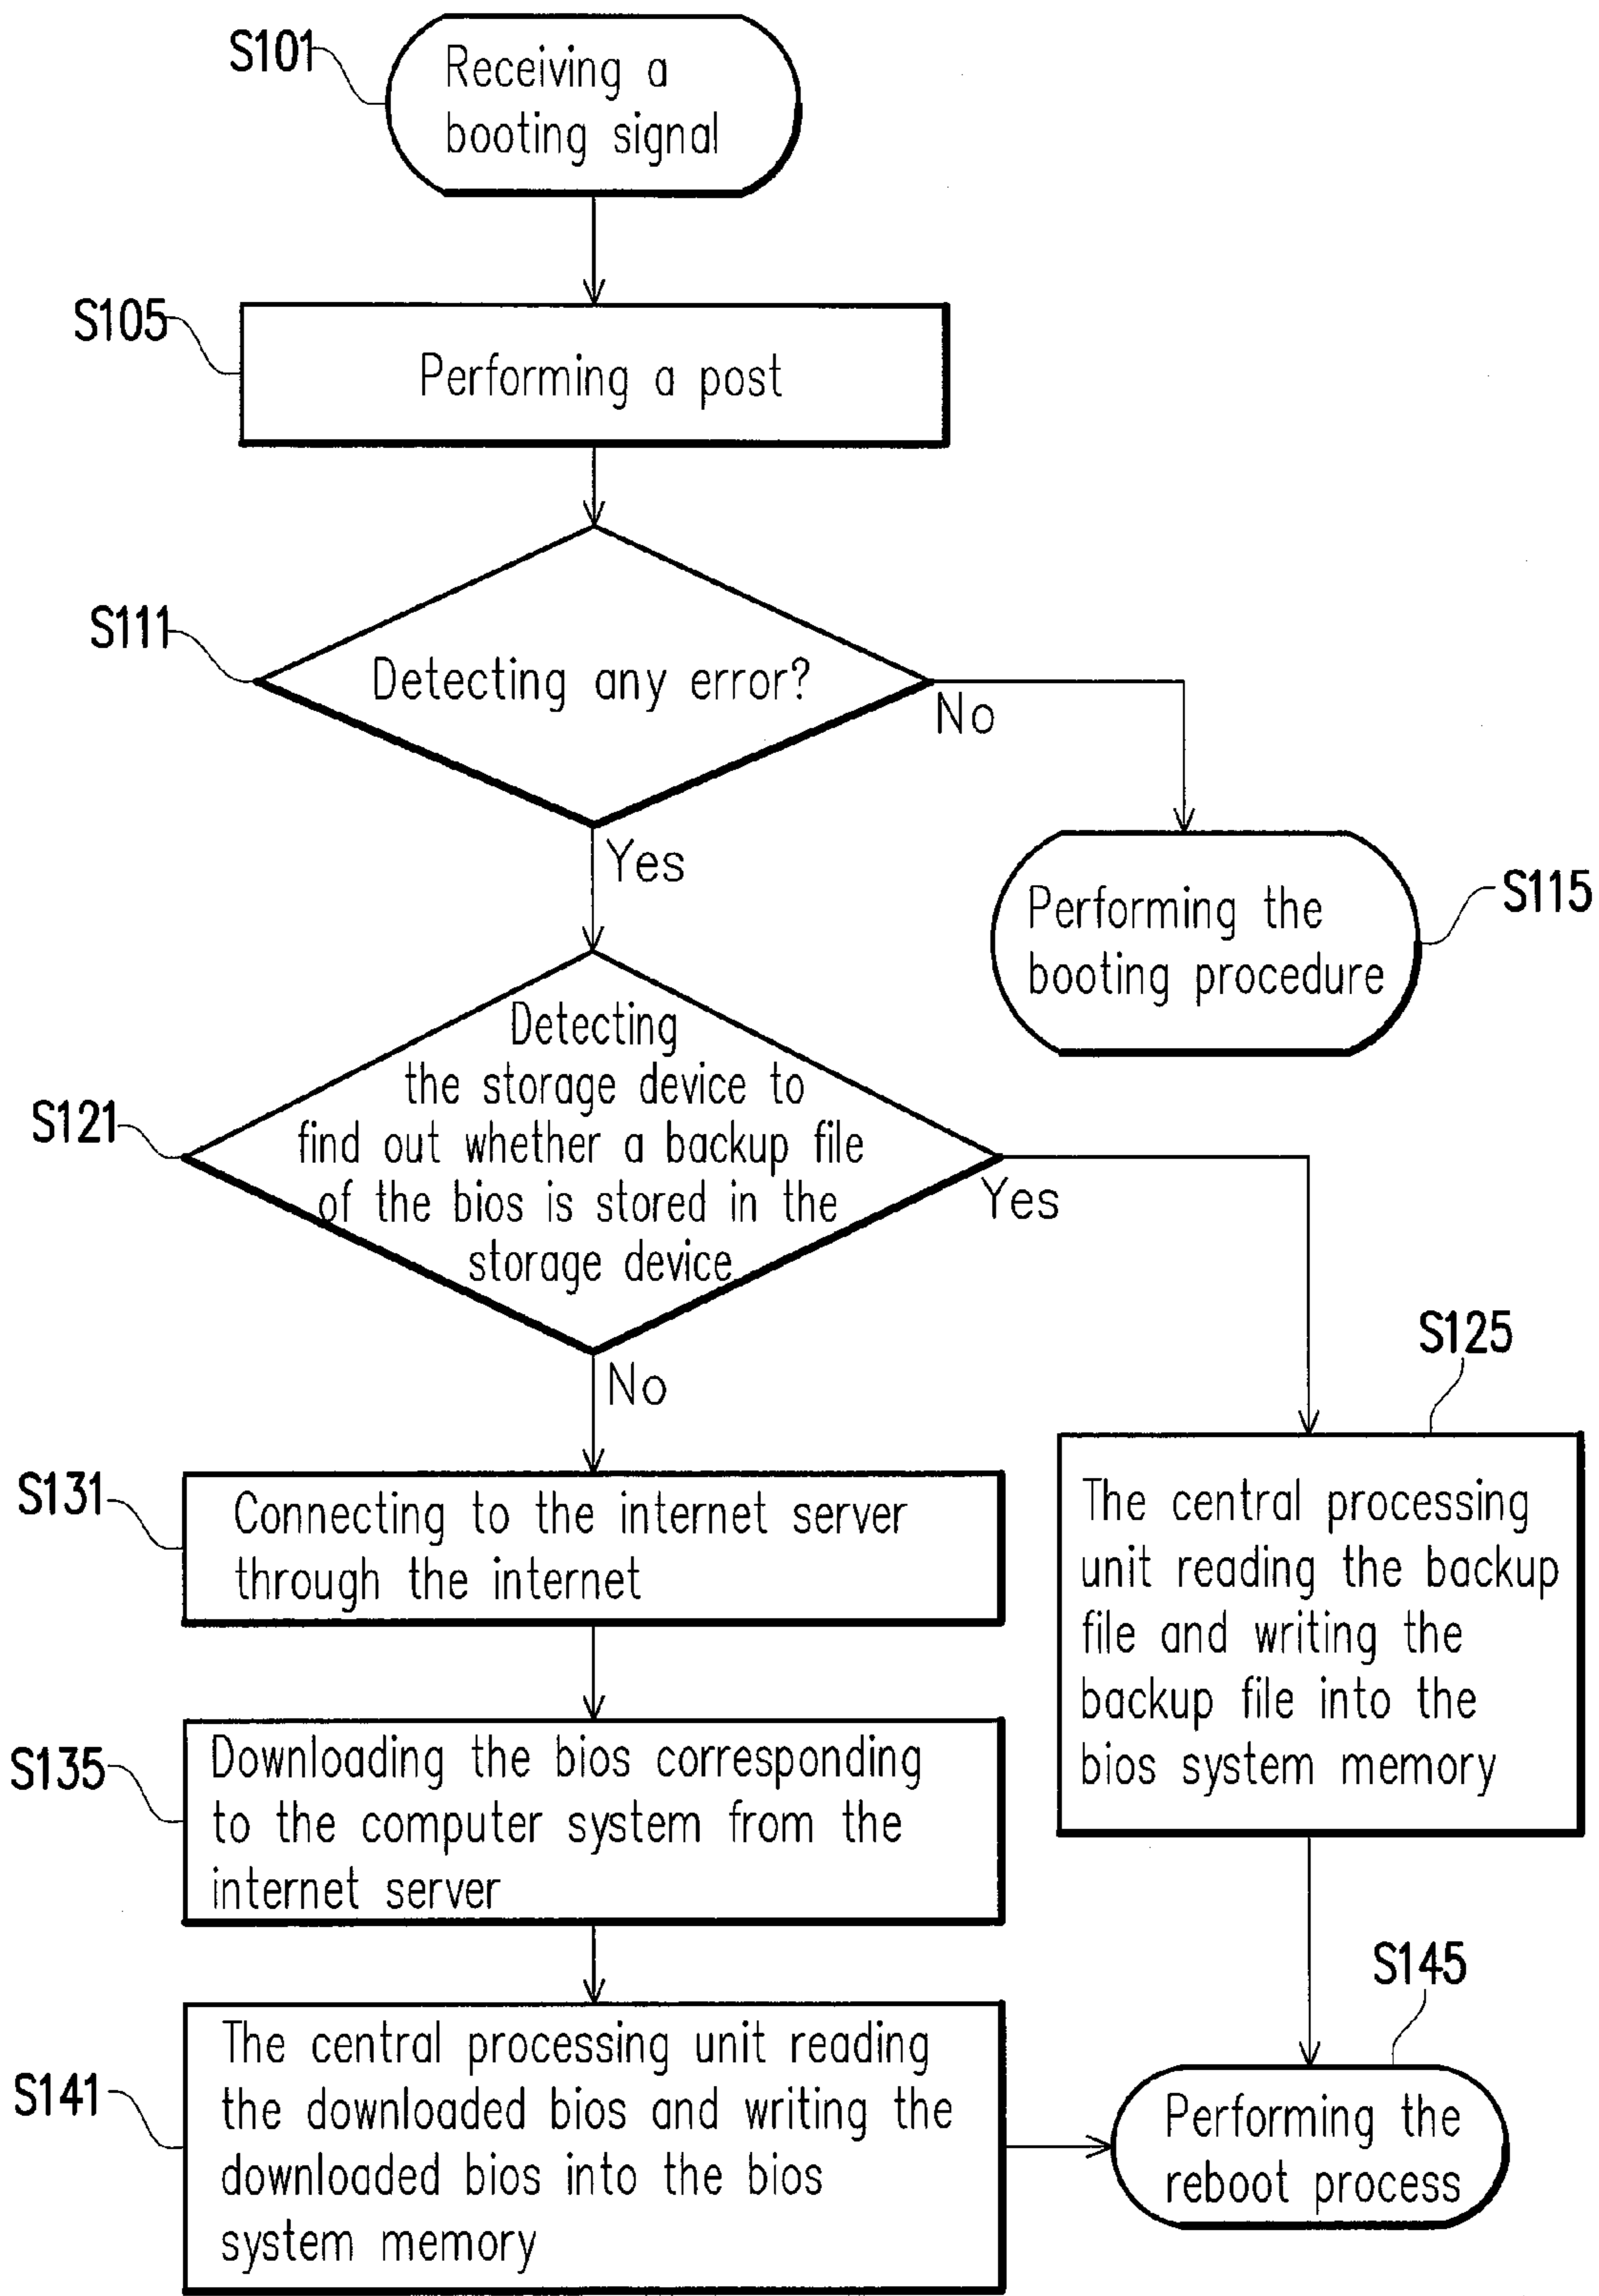 S101
Receiving a
booting signal
S105
Performing a post
S111
Detecting any error?
No
Yes
S115
Performing the
booting procedure
S121
Detecting
the storage device to
find out whether a backup file
of the bios is stored in the
storage device
Yes
No
S125
The central processing
unit reading the backup
file and writing the
backup file into the
bios system memory
S131
Connecting to the internet server
through the internet
S135
Downloading the bios corresponding
to the computer system from the
internet server
S141
The central processing unit reading
the downloaded bios and writing the
downloaded bios into the bios
system memory
S145
Performing the
reboot process